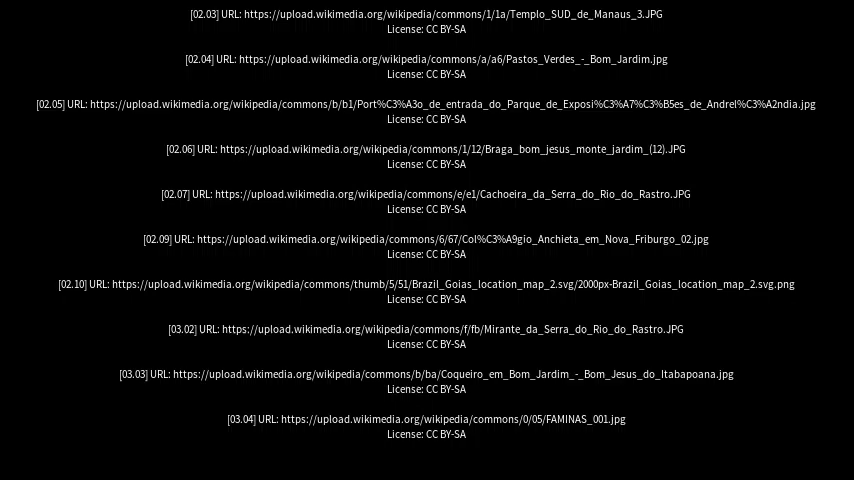 [02.03] URL: https://upload.wikimedia.org/wikipedia/commons/1/1a/Templo_SUD_de_Manaus_3.JPG
License: CC BY-SA
[02.04] URL: https://upload.wikimedia.org/wikipedia/commons/a/a6/Pastos_Verdes_-_Bom_Jardim.jpg
License: CC BY-SA
[02.05] URL: https://upload.wikimedia.org/wikipedia/commons/b/b1/Port%C3%A3o_de_entrada_do_Parque_de_Exposi%C3%A7%C3%B5es_de_Andrel%C3%A2ndia.jpg
License: CC BY-SA
[02.06] URL: https://upload.wikimedia.org/wikipedia/commons/1/12/Braga_bom_jesus_monte_jardim_(12).JPG
License: CC BY-SA
[02.07] URL: https://upload.wikimedia.org/wikipedia/commons/e/e1/Cachoeira_da_Serra_do_Rio_do_Rastro.JPG
License: CC BY-SA
[02.09] URL: https://upload.wikimedia.org/wikipedia/commons/6/67/Col%C3%A9gio_Anchieta_em_Nova_Friburgo_02.jpg
License: CC BY-SA
[02.10] URL: https://upload.wikimedia.org/wikipedia/commons/thumb/5/51/Brazil_Goias_location_map_2.svg/2000px-Brazil_Goias_location_map_2.svg.png
License: CC BY-SA
[03.02] URL: https://upload.wikimedia.org/wikipedia/commons/f/fb/Mirante_da_Serra_do_Rio_do_Rastro.JPG
License: CC BY-SA
[03.03] URL: https://upload.wikimedia.org/wikipedia/commons/b/ba/Coqueiro_em_Bom_Jardim_-_Bom_Jesus_do_Itabapoana.jpg
License: CC BY-SA
[03.04] URL: https://upload.wikimedia.org/wikipedia/commons/0/05/FAMINAS_001.jpg
License: CC BY-SA